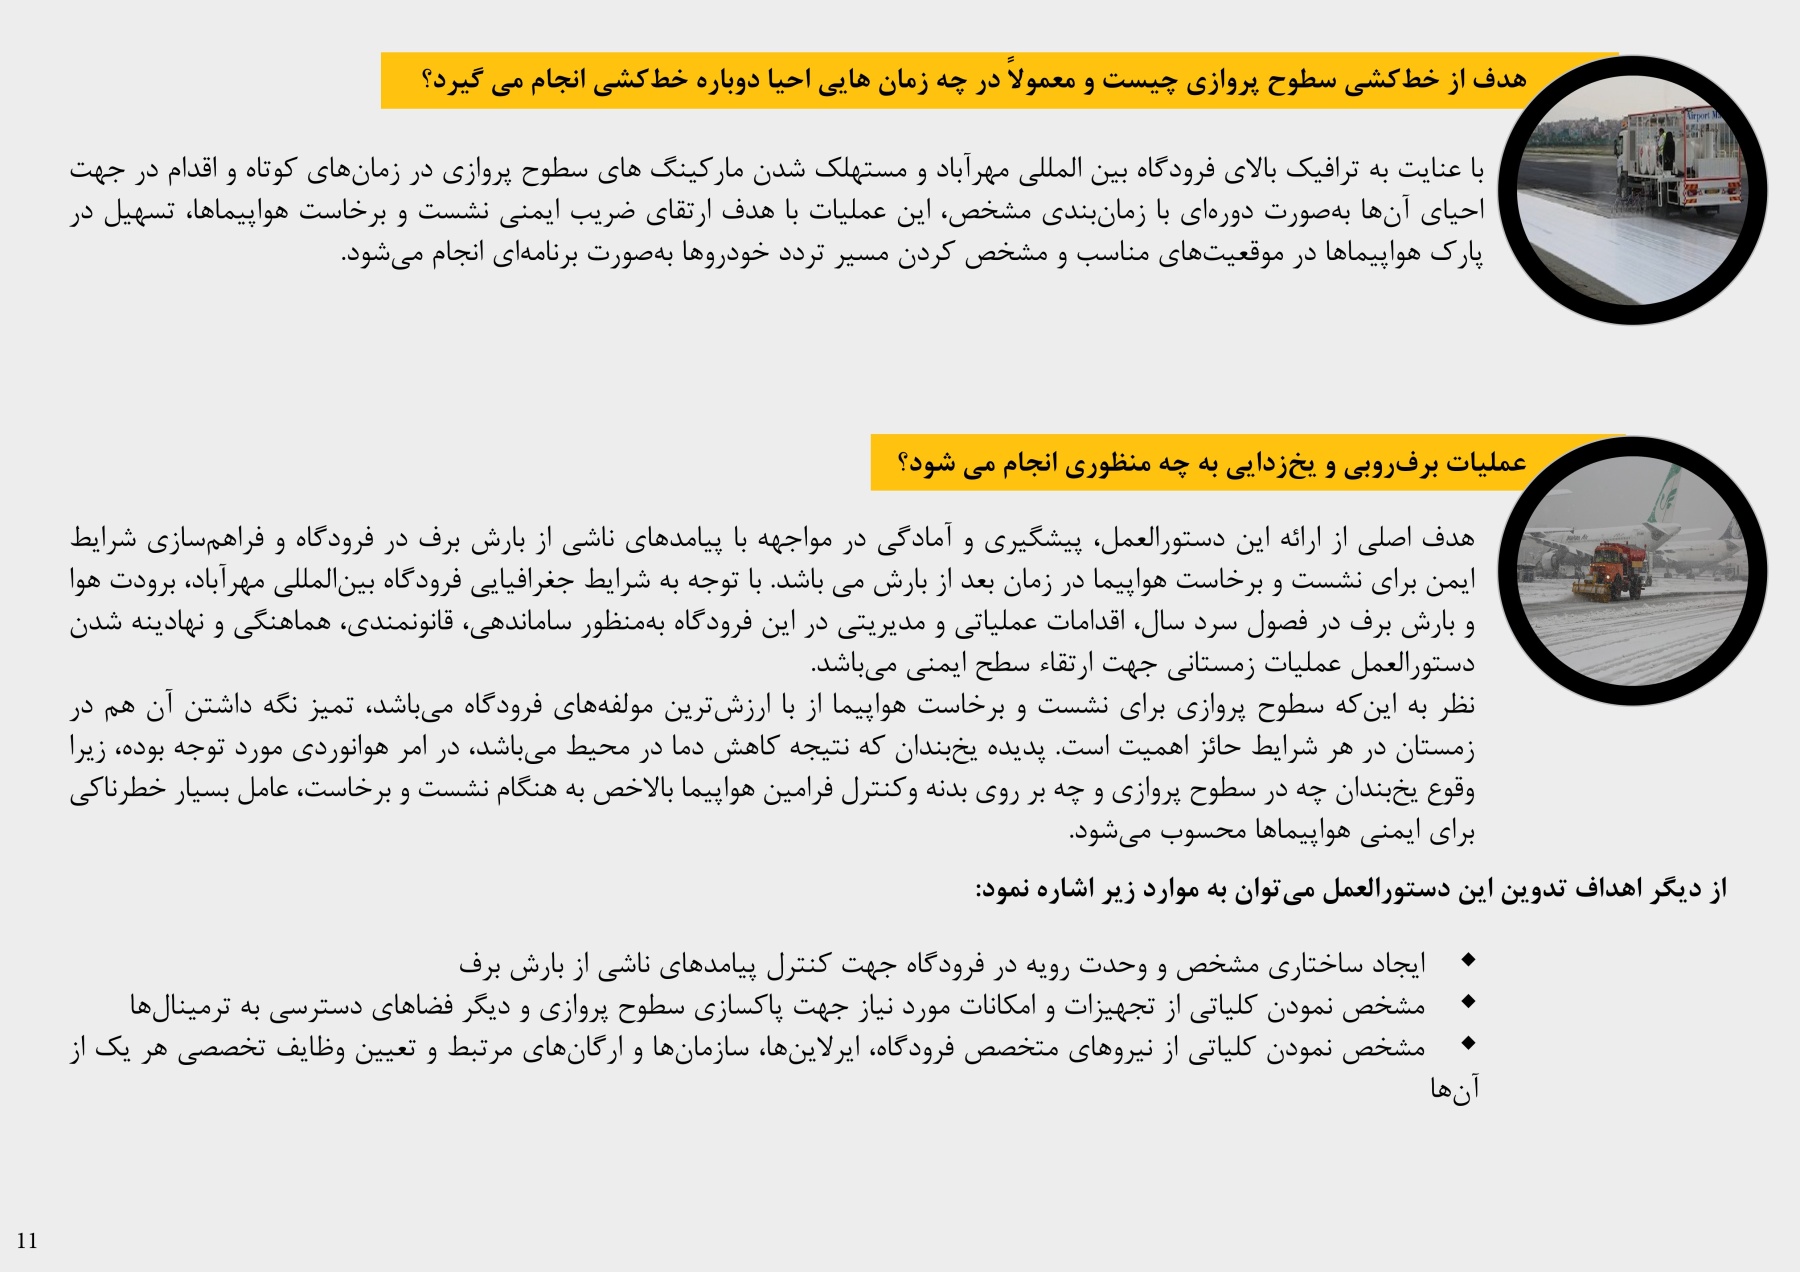 هدف از خط‌کشی سطوح پروازی چیست و معمولاً در چه زمان هایی احیا دوباره خط‌کشی انجام می گیرد؟
Airport M
با عنایت به ترافیک بالای فرودگاه بین المللی مهرآباد و مستهلک شدن مارکینگ های سطوح پروازی در زمان‌های کوتاه و اقدام در جهت
احیای آن‌ها به‌صورت دوره‌ای با زمان‌بندی مشخص، این عملیات با هدف ارتقای ضریب ایمنی نشست و برخاست هواپیماها، تسهیل در
پارک هواپیماها در موقعیت‌های مناسب و مشخص کردن مسیر تردد خودروها به‌صورت برنامه‌ای انجام می‌شود.
عملیات برف‌روبی و یخ‌زدایی به چه منظوری انجام می شود؟
هدف اصلی از ارائه این دستورالعمل، پیشگیری و آمادگی در مواجهه با پیامدهای ناشی از بارش برف در فرودگاه و فراهم‌سازی شرایط
ایمن برای نشست و برخاست هواپیما در زمان بعد از بارش می باشد. با توجه به شرایط جغرافیایی فرودگاه بین‌المللی مهرآباد، برودت هوا
و بارش برف در فصول سرد سال، اقدامات عملیاتی و مدیریتی در این فرودگاه به‌منظور ساماندهی، قانونمندی، هماهنگی و نهادینه شدن
دستورالعمل عملیات زمستانی جهت ارتقاء سطح ایمنی می‌باشد.
نظر به این‌که سطوح پروازی برای نشست و برخاست هواپیما از با ارزش‌ترین مولفه‌های فرودگاه می‌باشد، تمیز نگه داشتن آن هم در
زمستان در هر شرایط حائز اهمیت است. پدیده یخ‌بندان که نتیجه کاهش دما در محیط می‌باشد، در امر هوانوردی مورد توجه بوده، زیرا
وقوع یخ‌بندان چه در سطوح پروازی و چه بر روی بدنه وکنترل فرامین هواپیما بالاخص به هنگام نشست و برخاست، عامل بسیار خطرناکی
برای ایمنی هواپیماها محسوب می‌شود.
از دیگر اهداف تدوین این دستورالعمل می‌توان به موارد زیر اشاره نمود:
◆ ایجاد ساختاری مشخص و وحدت رویه در فرودگاه جهت کنترل پیامدهای ناشی از بارش برف
◆ مشخص نمودن کلیاتی از تجهیزات و امکانات مورد نیاز جهت پاکسازی سطوح پروازی و دیگر فضاهای دسترسی به ترمینال‌ها
◆ مشخص نمودن کلیاتی از نیروهای متخصص فرودگاه، ایرلاین‌ها، سازمان‌ها و ارگان‌های مرتبط و تعیین وظایف تخصصی هر یک از
آن‌ها
11